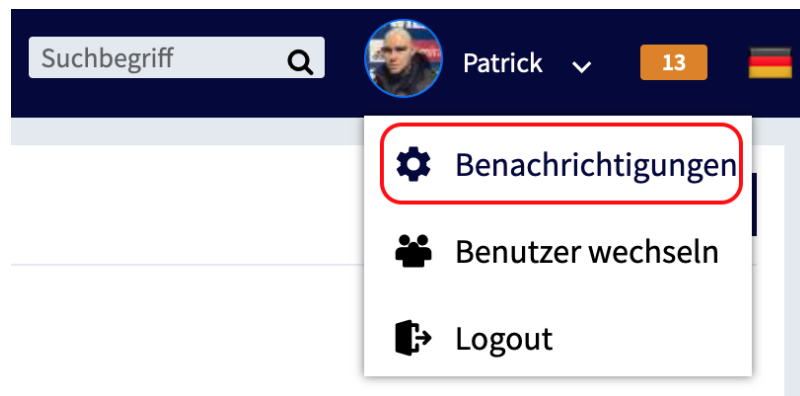 Suchbegriff
Patrick
13
Benachrichtigungen
Benutzer wechseln
Logout